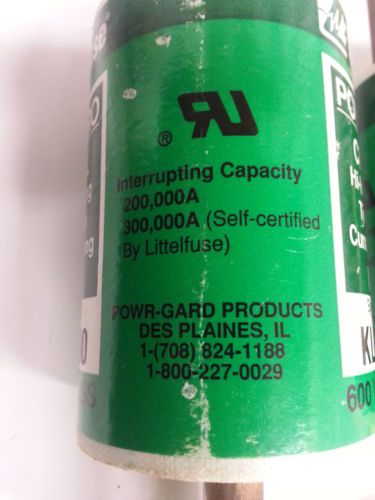 ®
Interrupting Capacity
200,000A
300,000A (Self-certified
By Littelfuse)
POWR-GARD PRODUCTS
DES PLAINES, IL
1-(708) 824-1188
1-800-227-0029
600